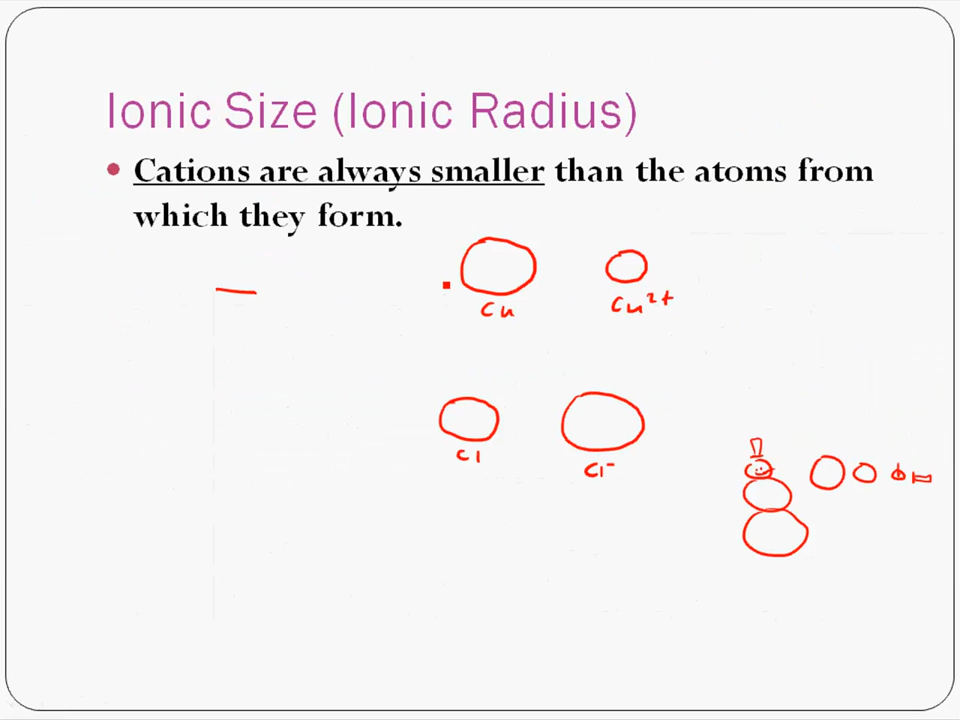 Ionic Size (Ionic Radius)
• Cations are always smaller than the atoms from
which they form.
Cu Cu²⁺
Cl Cl⁻